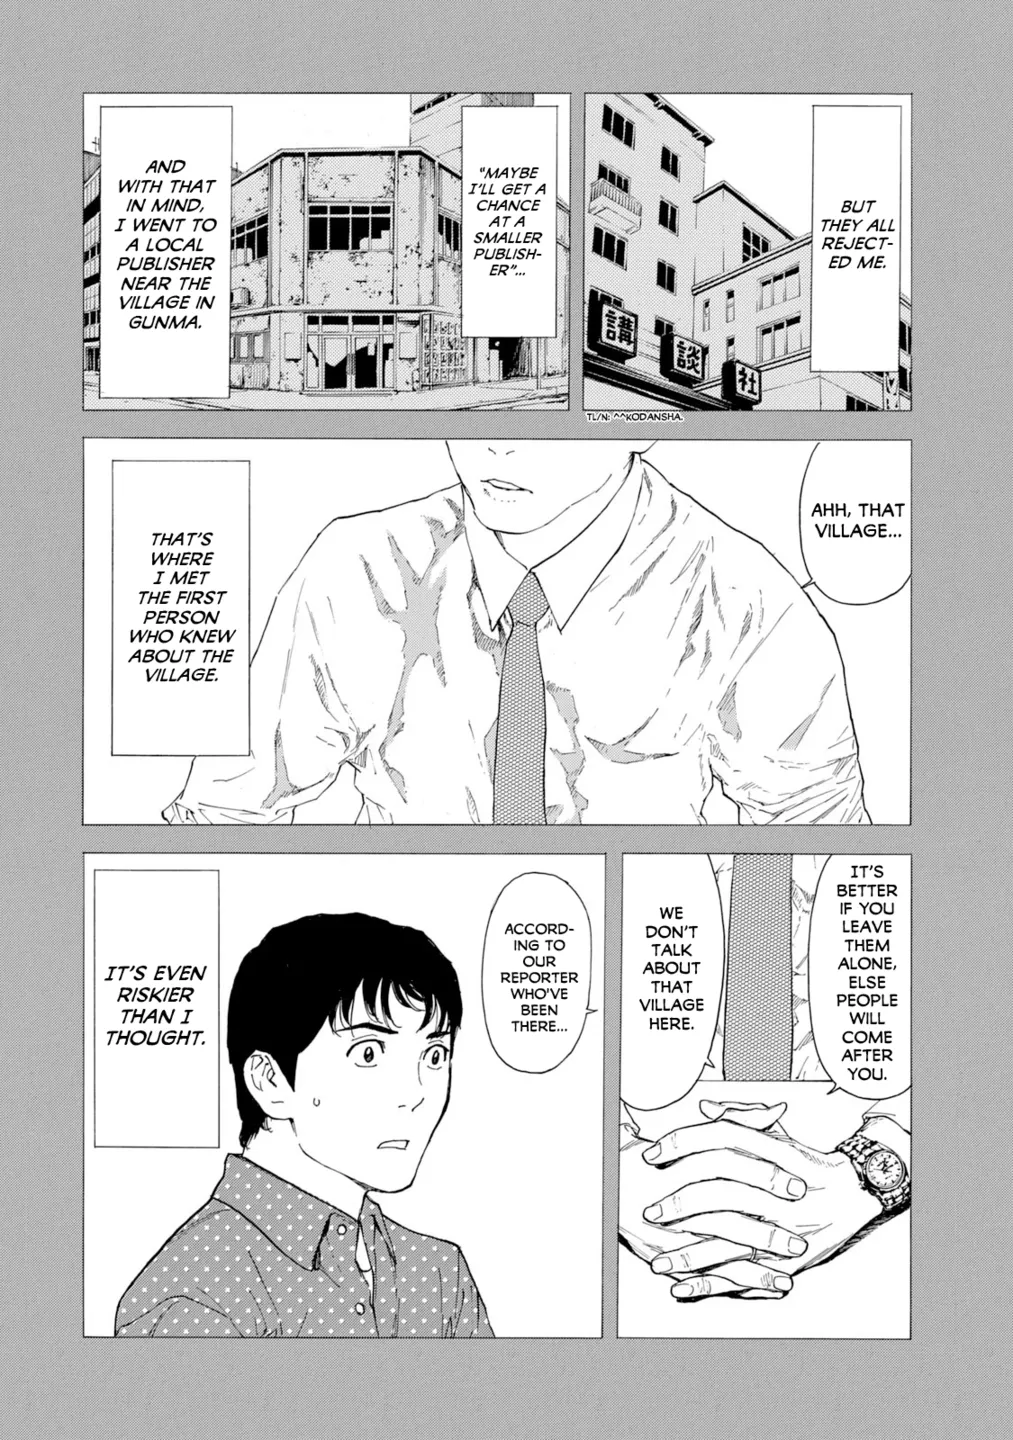 BUT
THEY ALL
REJECT-
ED ME.
講
談
社
TL/N: ^^KODANSHA.
"MAYBE
I'LL GET A
CHANCE
AT A
SMALLER
PUBLISH-
ER"...
AND
WITH THAT
IN MIND,
I WENT TO
A LOCAL
PUBLISHER
NEAR THE
VILLAGE IN
GUNMA.
AHH, THAT
VILLAGE...
THAT'S
WHERE
I MET
THE FIRST
PERSON
WHO KNEW
ABOUT THE
VILLAGE.
IT'S
BETTER
IF YOU
LEAVE
THEM
ALONE,
ELSE
PEOPLE
WILL
COME
AFTER
YOU.
WE
DON'T
TALK
ABOUT
THAT
VILLAGE
HERE.
ACCORD-
ING TO
OUR
REPORTER
WHO'VE
BEEN
THERE...
IT'S EVEN
RISKIER
THAN I
THOUGHT.